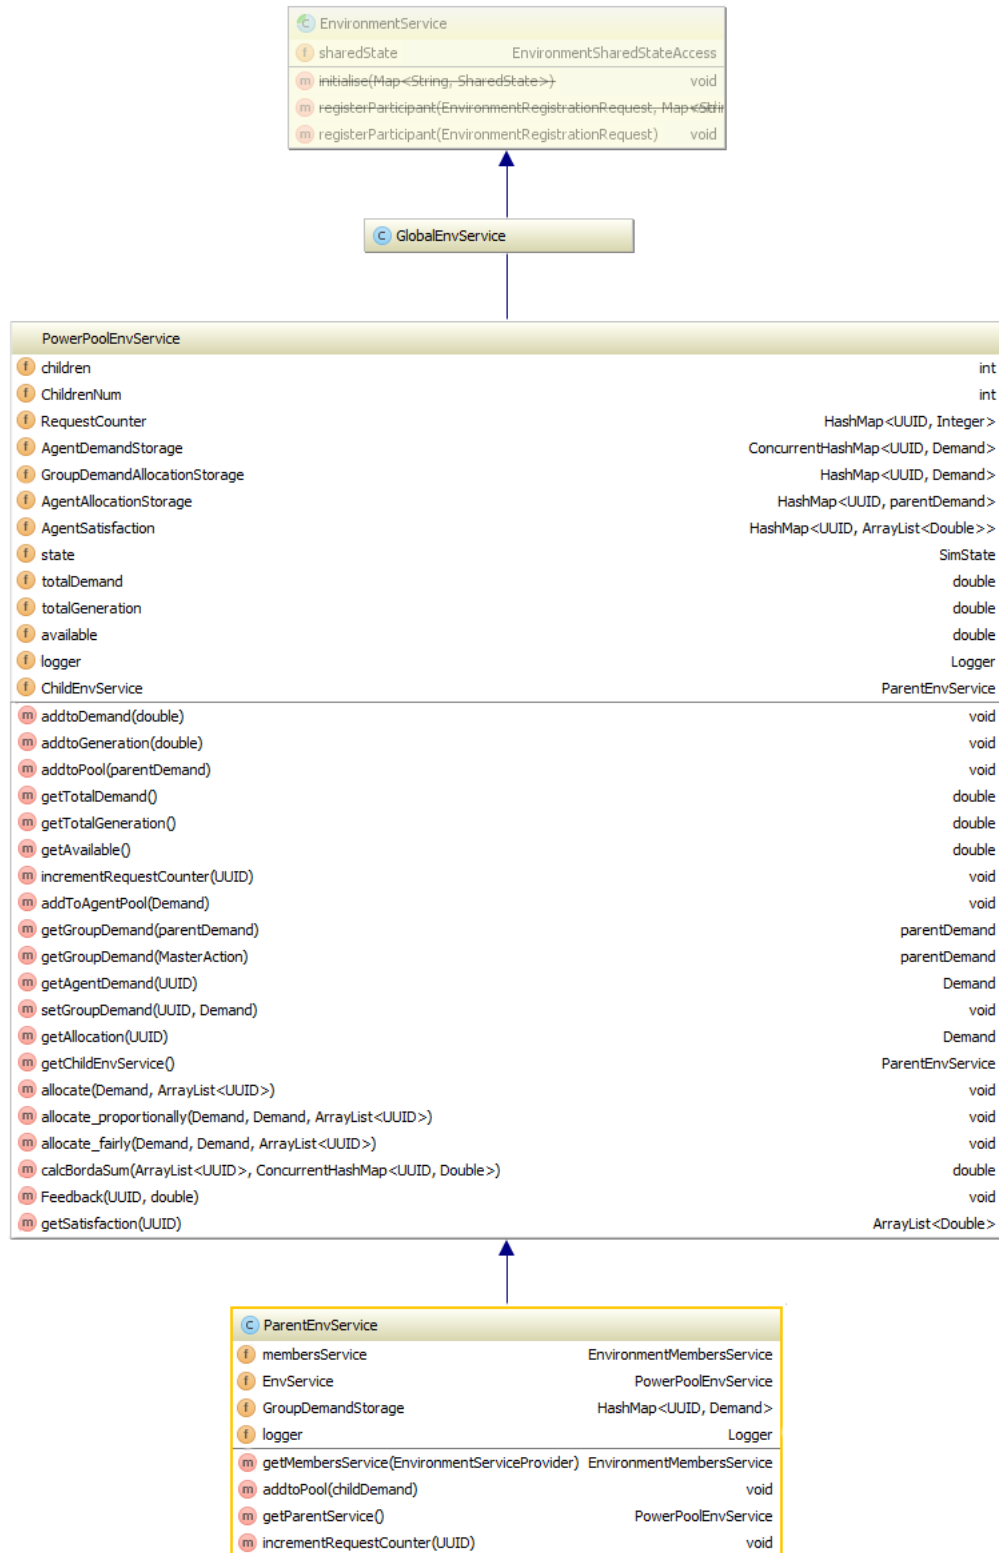 EnvironmentService
sharedState EnvironmentSharedStateAccess
initialise(Map<String, SharedState>) void
registerParticipant(EnvironmentRegistrationRequest, Map<Strin
registerParticipant(EnvironmentRegistrationRequest) void
GlobalEnvService
PowerPoolEnvService
children int
ChildrenNum int
RequestCounter HashMap<UUID, Integer>
AgentDemandStorage ConcurrentHashMap<UUID, Demand>
GroupDemandAllocationStorage HashMap<UUID, Demand>
AgentAllocationStorage HashMap<UUID, parentDemand>
AgentSatisfaction HashMap<UUID, ArrayList<Double>>
state SimState
totalDemand double
totalGeneration double
available double
logger Logger
ChildEnvService ParentEnvService
addtoDemand(double) void
addtoGeneration(double) void
addtoPool(parentDemand) void
getTotalDemand() double
getTotalGeneration() double
getAvailable() double
incrementRequestCounter(UUID) void
addToAgentPool(Demand) void
getGroupDemand(parentDemand) parentDemand
getGroupDemand(MasterAction) parentDemand
getAgentDemand(UUID) Demand
setGroupDemand(UUID, Demand) void
getAllocation(UUID) Demand
getChildEnvService() ParentEnvService
allocate(Demand, ArrayList<UUID>) void
allocate_proportionally(Demand, Demand, ArrayList<UUID>) void
allocate_fairly(Demand, Demand, ArrayList<UUID>) void
calcBordaSum(ArrayList<UUID>, ConcurrentHashMap<UUID, Double>) double
Feedback(UUID, double) void
getSatisfaction(UUID) ArrayList<Double>
ParentEnvService
membersService EnvironmentMembersService
EnvService PowerPoolEnvService
GroupDemandStorage HashMap<UUID, Demand>
logger Logger
getMembersService(EnvironmentServiceProvider) EnvironmentMembersService
addtoPool(childDemand) void
getParentService() PowerPoolEnvService
incrementRequestCounter(UUID) void